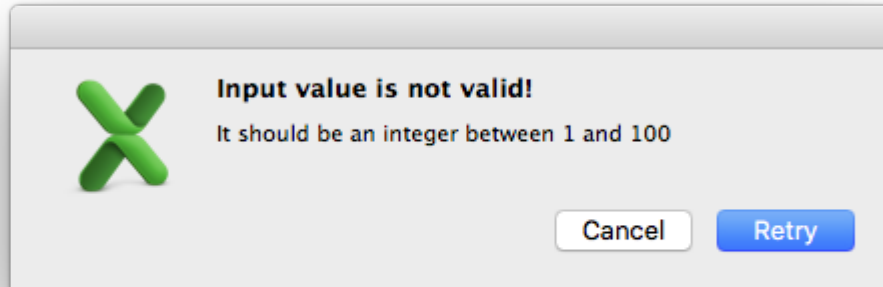 Input value is not valid!
It should be an integer between 1 and 100
Cancel
Retry